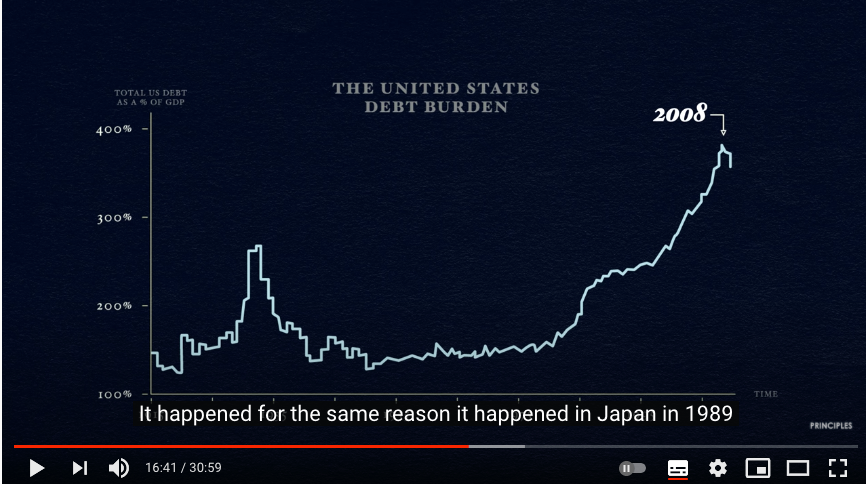 TOTAL US DEBT
AS A % OF GDP
THE UNITED STATES
DEBT BURDEN
2008
400%
300%
200%
100%
TIME
It happened for the same reason it happened in Japan in 1989
PRINCIPLES
16:41 / 30:59